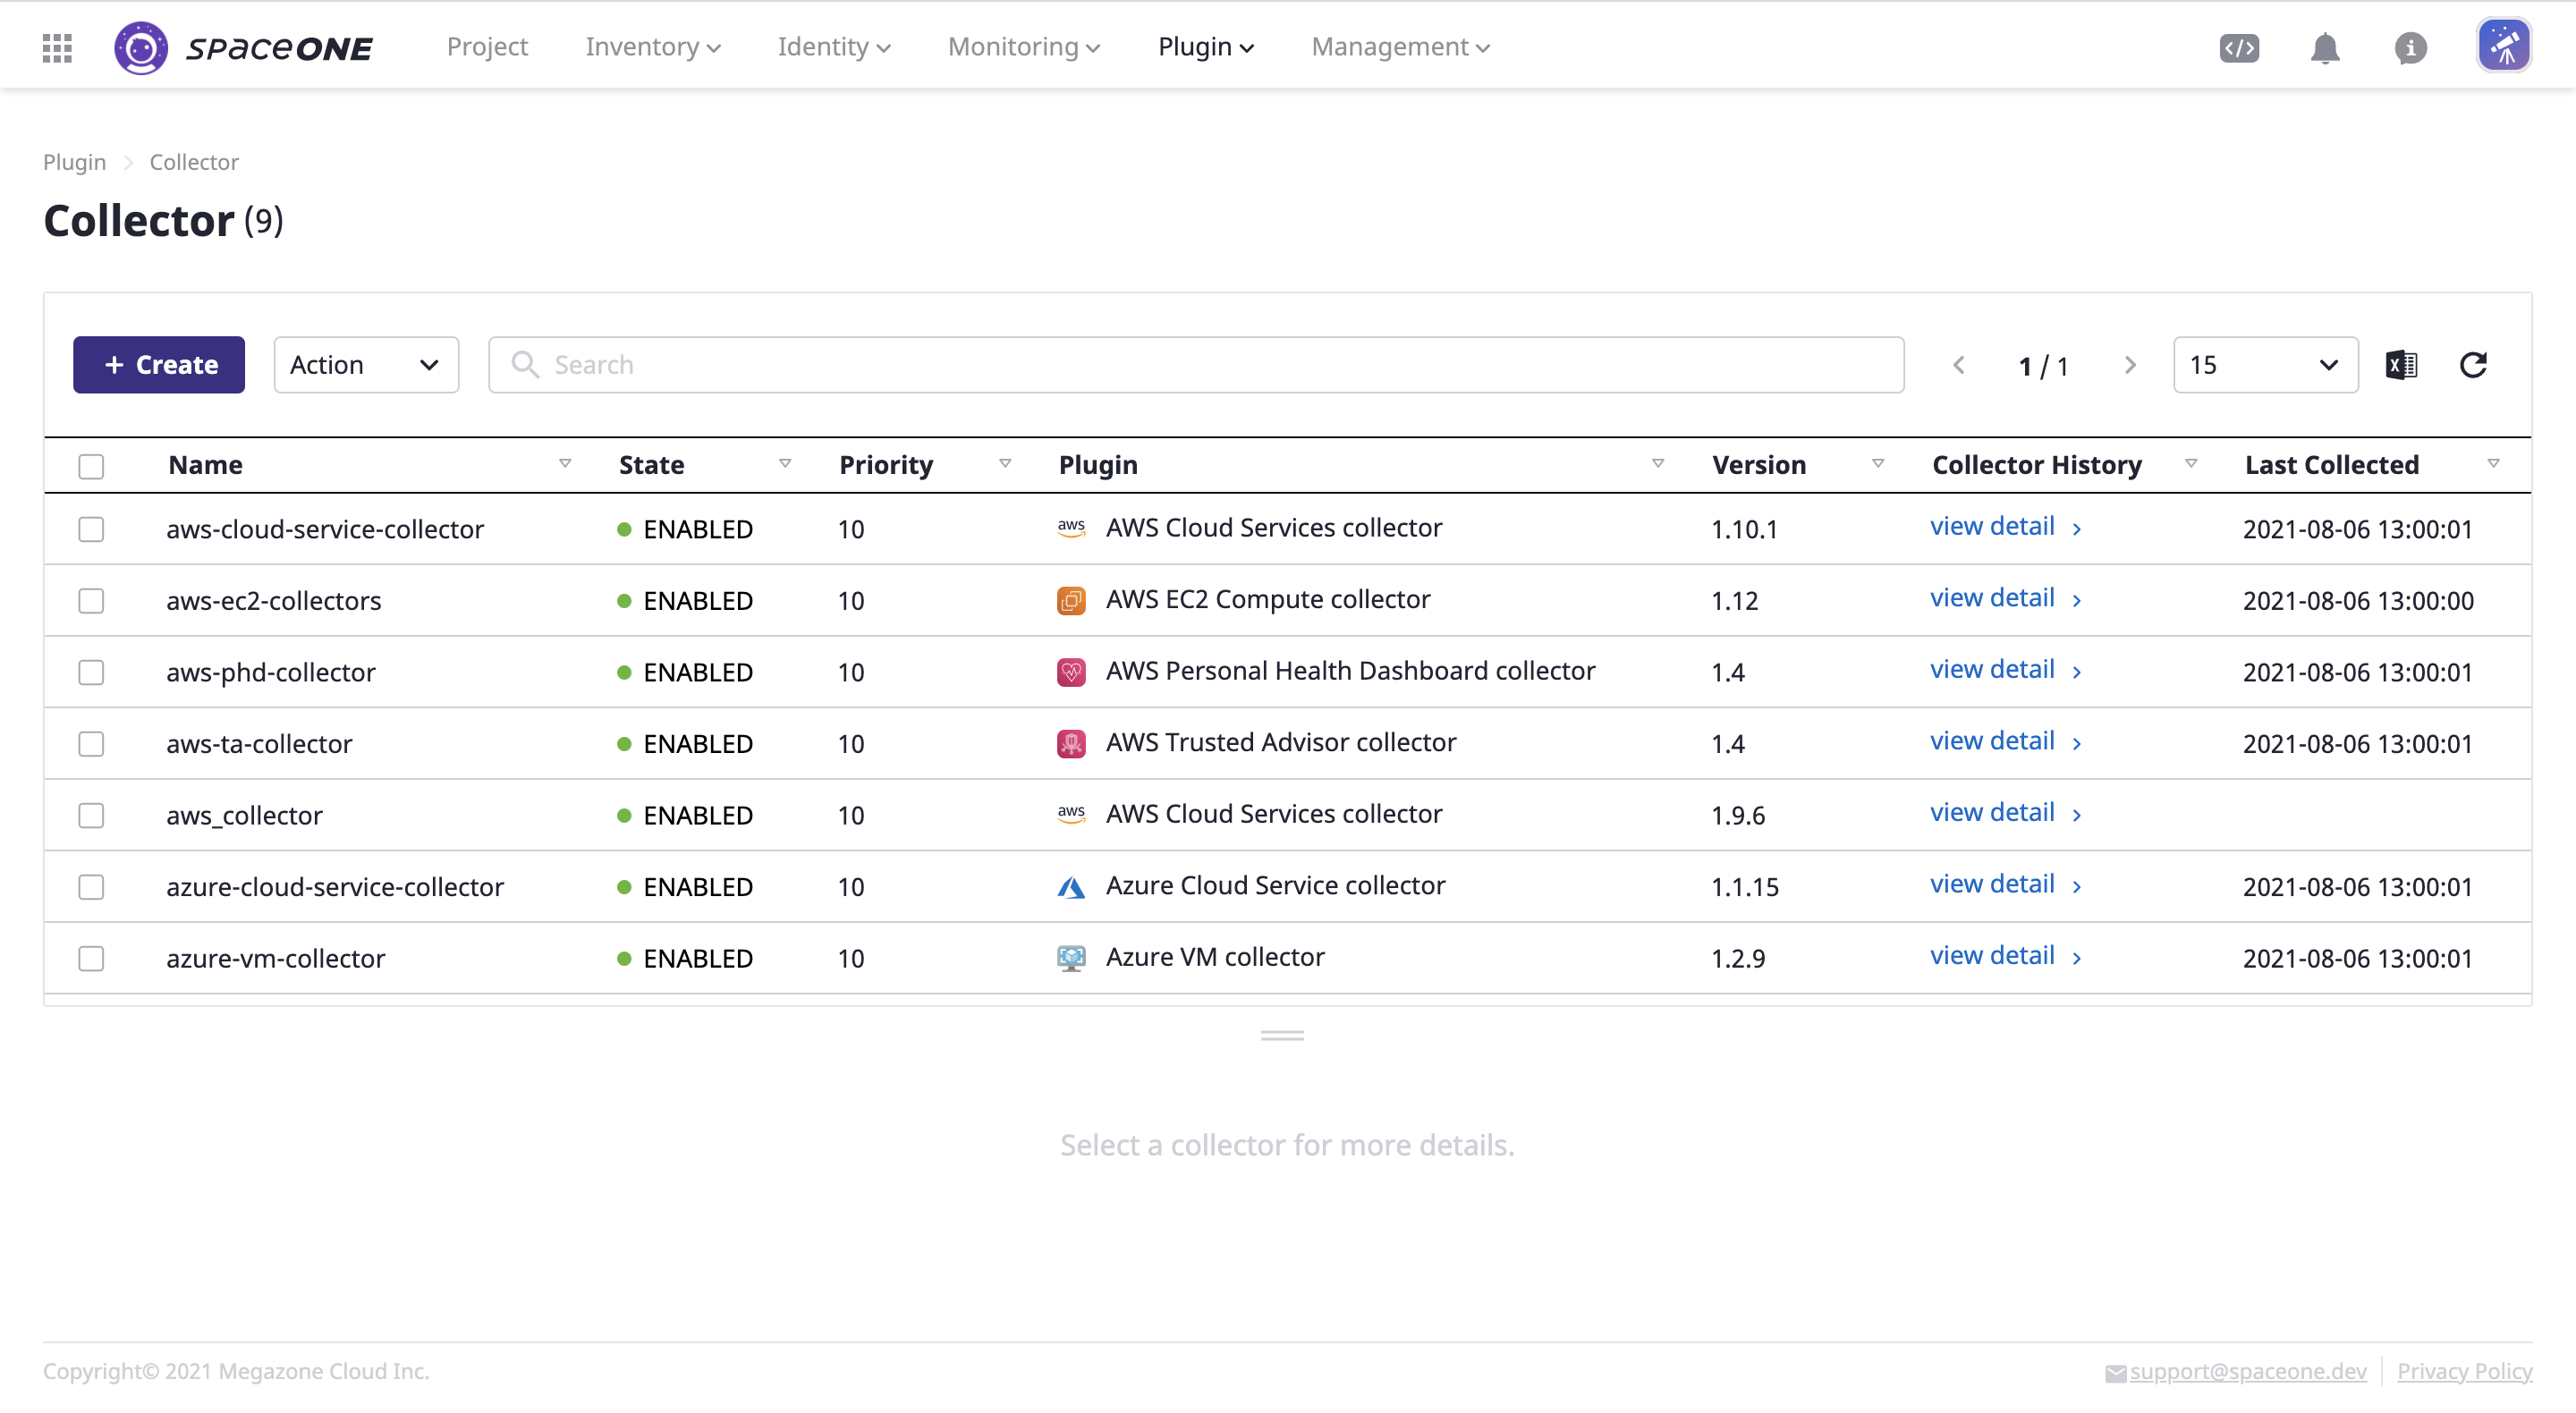 spaceONE Project Inventory Identity Monitoring Plugin Management
Plugin Collector
Collector (9)
+ Create Action Search 1 / 1 15
Name State Priority Plugin Version Collector History Last Collected
aws-cloud-service-collector ENABLED 10 aws AWS Cloud Services collector 1.10.1 view detail 2021-08-06 13:00:01
aws-ec2-collectors ENABLED 10 AWS EC2 Compute collector 1.12 view detail 2021-08-06 13:00:00
aws-phd-collector ENABLED 10 AWS Personal Health Dashboard collector 1.4 view detail 2021-08-06 13:00:01
aws-ta-collector ENABLED 10 AWS Trusted Advisor collector 1.4 view detail 2021-08-06 13:00:01
aws_collector ENABLED 10 aws AWS Cloud Services collector 1.9.6 view detail
azure-cloud-service-collector ENABLED 10 Azure Cloud Service collector 1.1.15 view detail 2021-08-06 13:00:01
azure-vm-collector ENABLED 10 Azure VM collector 1.2.9 view detail 2021-08-06 13:00:01
Select a collector for more details.
Copyright© 2021 Megazone Cloud Inc. support@spaceone.dev Privacy Policy